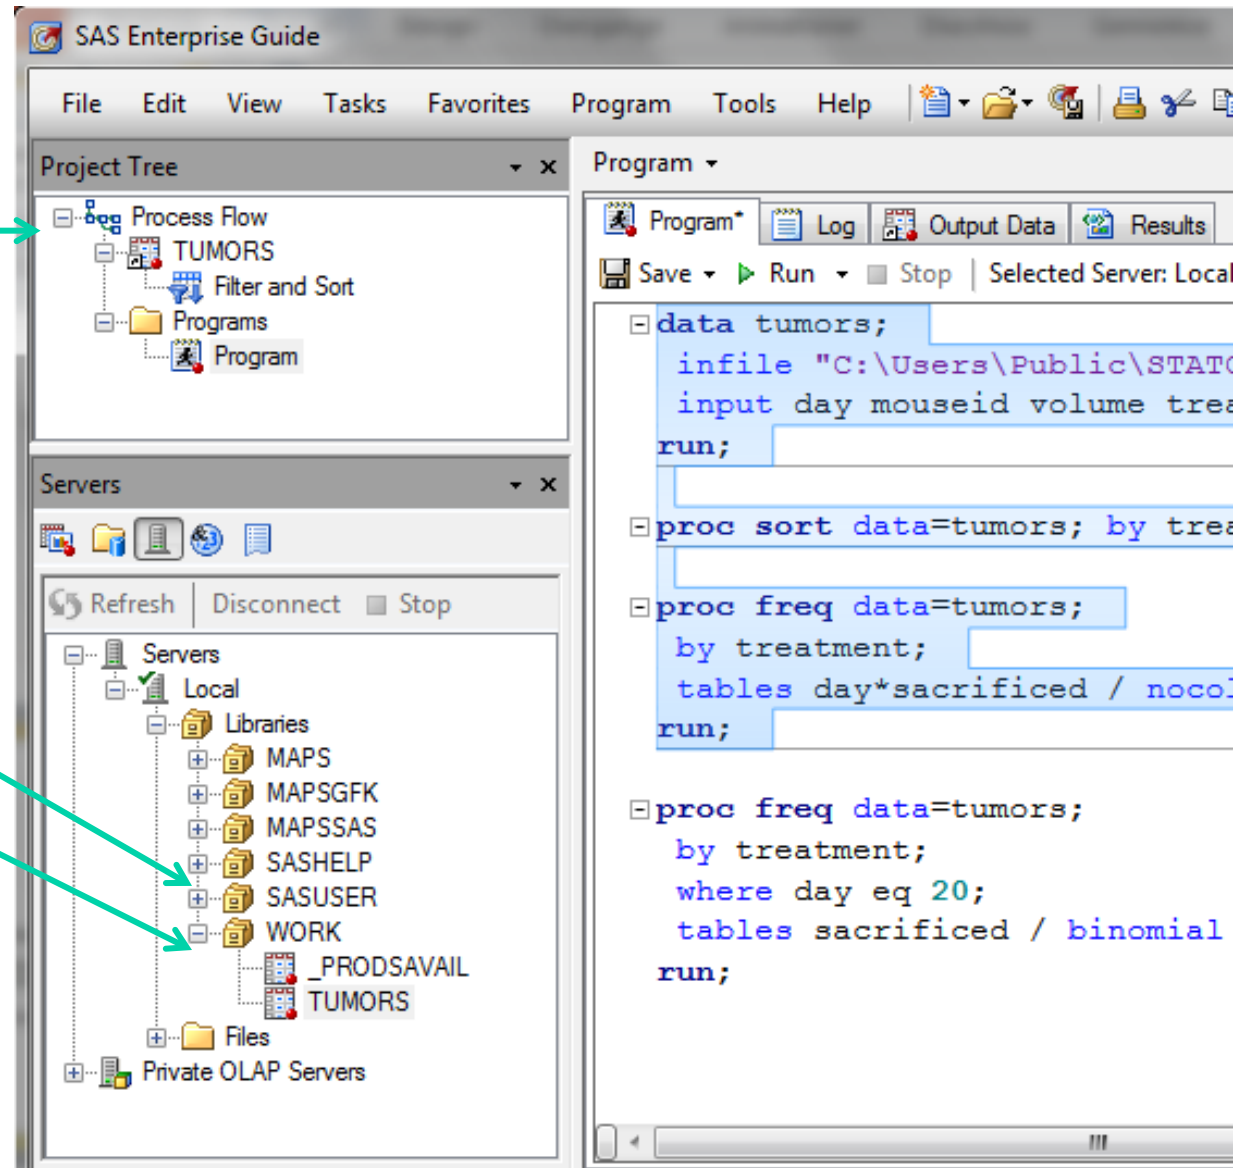 SAS Enterprise Guide
File Edit View Tasks Favorites Program Tools Help
Project Tree
Process Flow
TUMORS
Filter and Sort
Programs
Program
Servers
Refresh Disconnect Stop
Servers
Local
Libraries
MAPS
MAPSGFK
MAPSSAS
SASHELP
SASUSER
WORK
_PRODSAVAIL
TUMORS
Files
Private OLAP Servers
Program
Program* Log Output Data Results
Save Run Stop Selected Server: Local
data tumors;
infile "C:\Users\Public\STAT
input day mouseid volume trea
run;
proc sort data=tumors; by trea
proc freq data=tumors;
by treatment;
tables day*sacrificed / nocol
run;
proc freq data=tumors;
by treatment;
where day eq 20;
tables sacrificed / binomial
run;